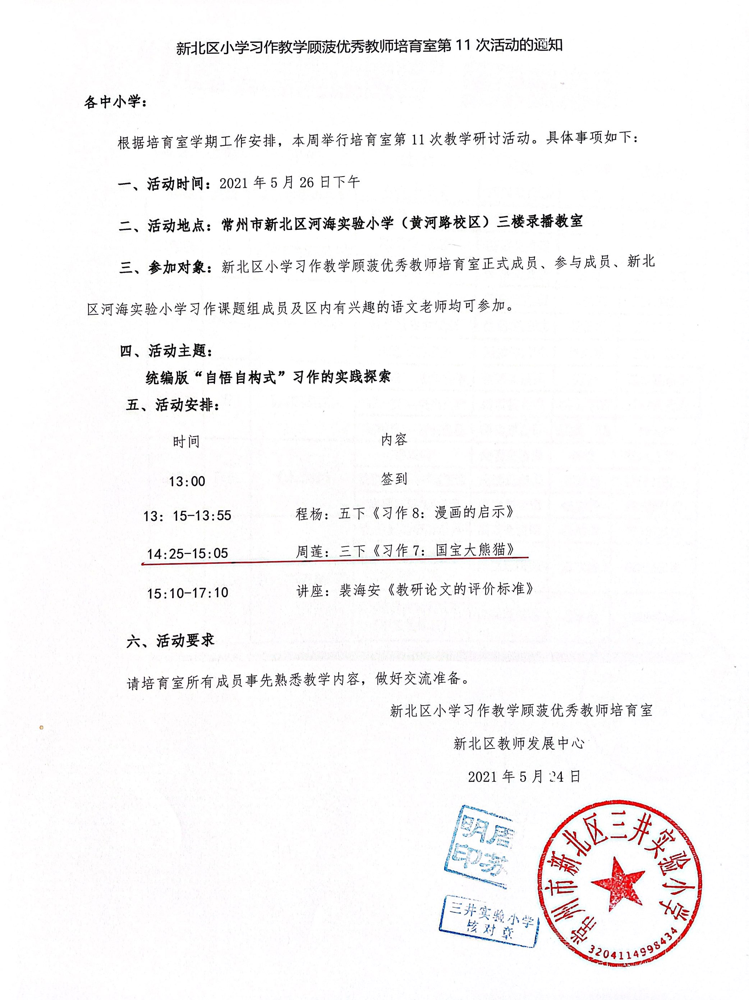 新北区小学习作教学顾菠优秀教师培育室第 11 次活动的通知
各中小学：
根据培育室学期工作安排，本周举行培育室第 11 次教学研讨活动。具体事项如下：
一、活动时间：2021 年 5 月 26 日下午
二、活动地点：常州市新北区河海实验小学（黄河路校区）三楼录播教室
三、参加对象：新北区小学习作教学顾菠优秀教师培育室正式成员、参与成员、新北
区河海实验小学习作课题组成员及区内有兴趣的语文老师均可参加。
四、活动主题：
统编版“自悟自构式”习作的实践探索
五、活动安排：
时间 内容
13:00 签到
13：15-13:55 程杨：五下《习作 8：漫画的启示》
14:25-15:05 周莲：三下《习作 7：国宝大熊猫》
15:10-17:10 讲座：裴海安《教研论文的评价标准》
六、活动要求
请培育室所有成员事先熟悉教学内容，做好交流准备。
新北区小学习作教学顾菠优秀教师培育室
新北区教师发展中心
2021 年 5 月 24 日
明眉
印苏
三井实验小学
核对章
常州市新北区三井实验小学
3204114998434